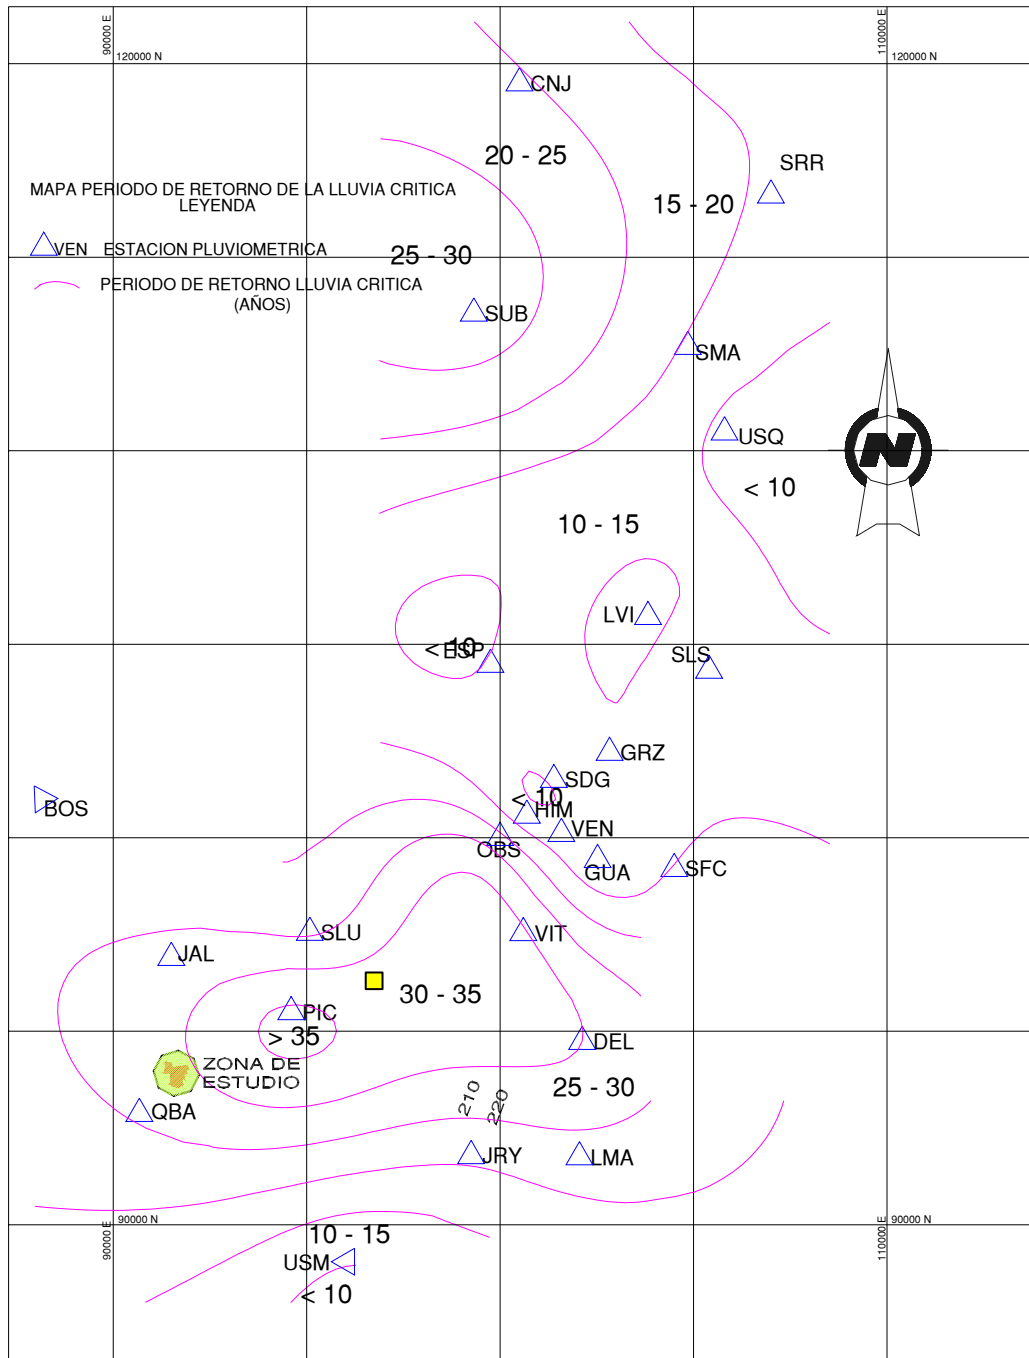 90000 E
120000 N
110000 E
120000 N
CNJ
20 - 25
SRR
MAPA PERIODO DE RETORNO DE LA LLUVIA CRITICA
LEYENDA
15 - 20
VEN ESTACION PLUVIOMETRICA
25 - 30
PERIODO DE RETORNO LLUVIA CRITICA
(AÑOS)
SUB
SMA
USQ
N
< 10
10 - 15
LVI
< 10
ESP
SLS
GRZ
SDG
< 10
BOS
HIM
VEN
OBS
GUA
SFC
SLU
VIT
JAL
30 - 35
PIC
> 35
DEL
ZONA DE
ESTUDIO
25 - 30
210
220
QBA
JRY
LMA
90000 E
90000 N
110000 E
90000 N
10 - 15
USM
< 10